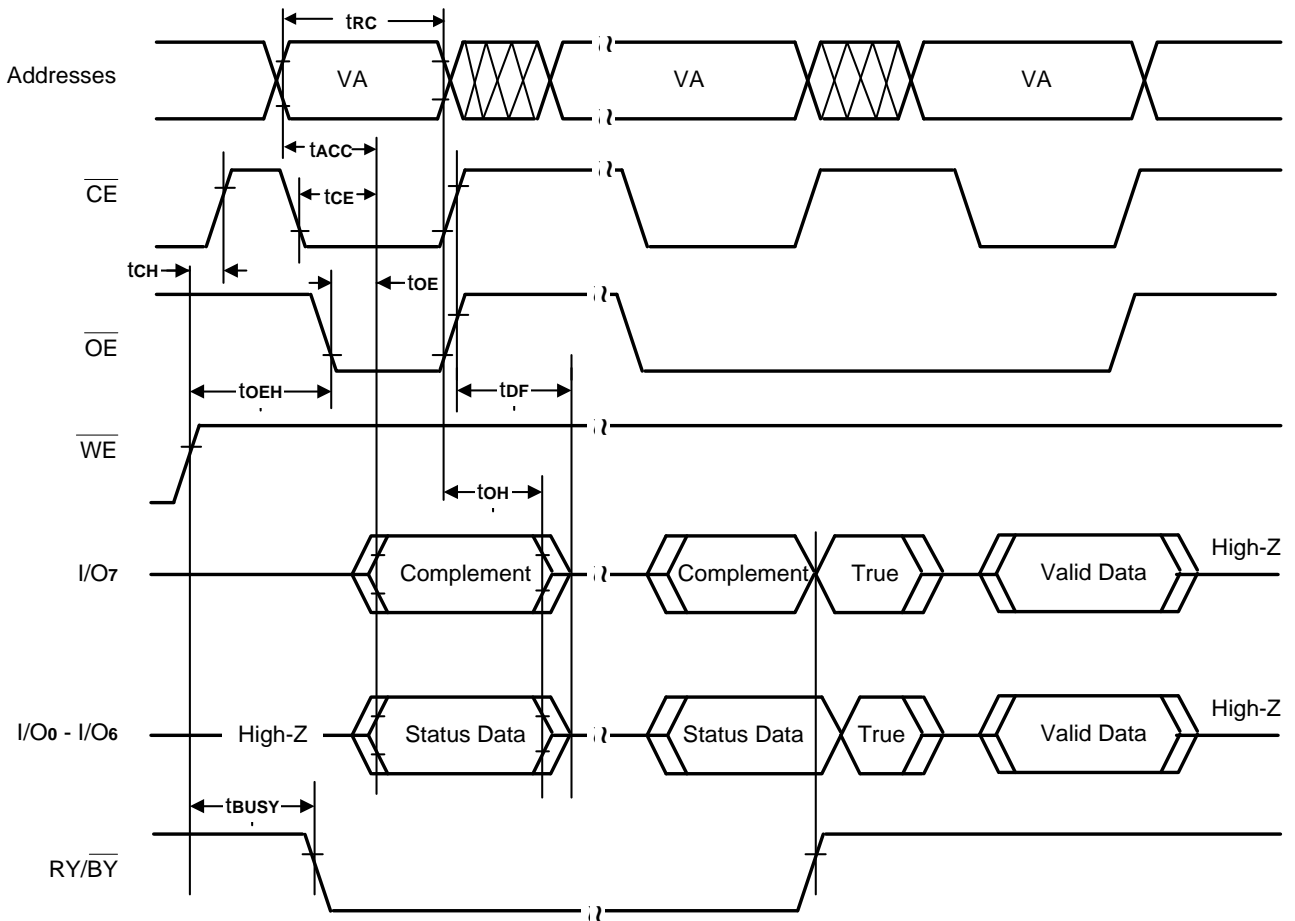 tRC
Addresses VA VA VA
tACC
CE
tCE
tCH
tOE
OE
tOEH
tDF
WE
tOH
I/O7 Complement Complement True Valid Data High-Z
I/O0 - I/O6 High-Z Status Data Status Data True Valid Data High-Z
tBUSY
RY/BY